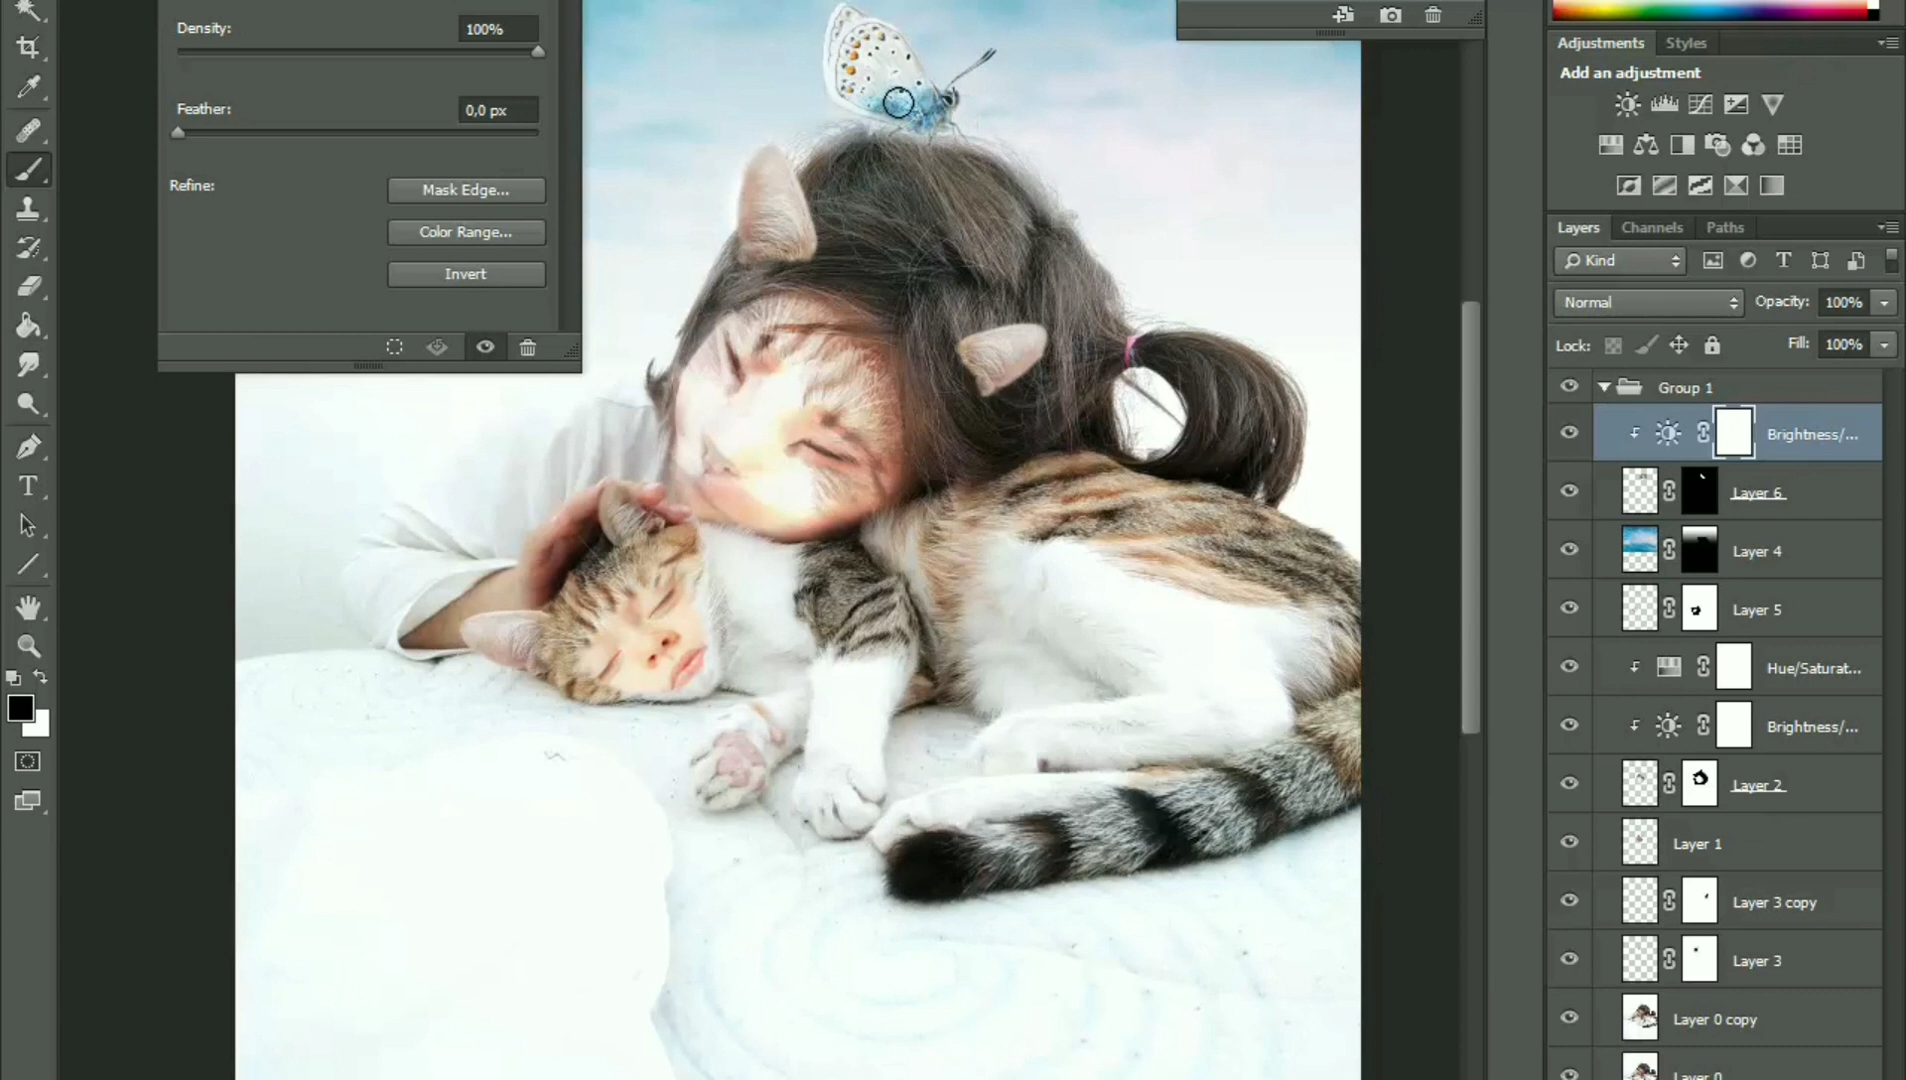 Density:
100%
Feather:
0,0 px
Refine:
Mask Edge...
Color Range...
Invert
Adjustments
Styles
Add an adjustment
Layers
Channels
Paths
Kind
Normal
Opacity:
100%
Lock:
Fill:
100%
Group 1
Brightness/...
Layer 6
Layer 4
Layer 5
Hue/Saturat...
Brightness/...
Layer 2
Layer 1
Layer 3 copy
Layer 3
Layer 0 copy
Layer 0